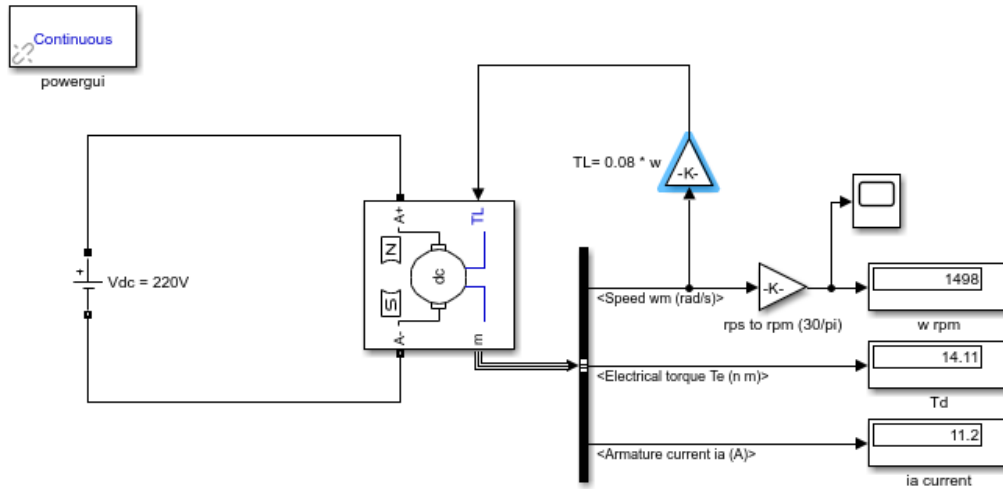 Continuous
powergui
TL= 0.08 * w
-K-
A+
TL
N
dc
S
A-
m
+
Vdc = 220V
<Speed wm (rad/s)>
-K-
rps to rpm (30/pi)
1498
w rpm
<Electrical torque Te (n m)>
14.11
Td
<Armature current ia (A)>
11.2
ia current